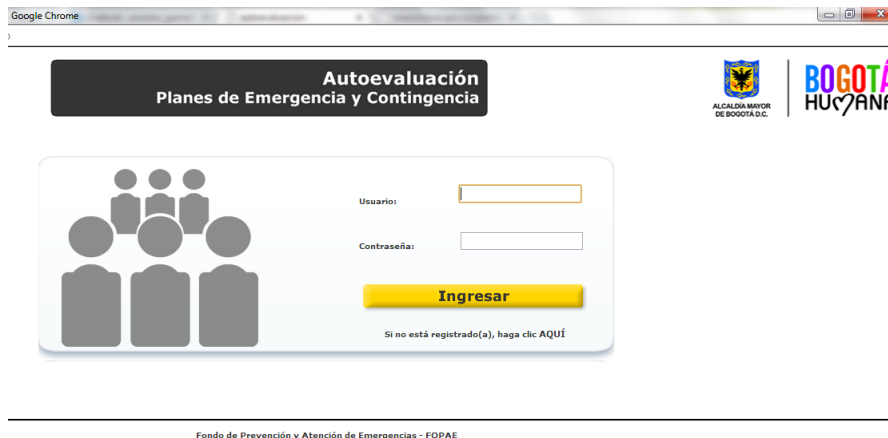 Google Chrome
Autoevaluación
Planes de Emergencia y Contingencia
ALCALDÍA MAYOR
DE BOGOTÁ D.C.
BOGOTÁ
HUMANA
Usuario:
Contraseña:
Ingresar
Si no está registrado(a), haga clic AQUÍ
Fondo de Prevención y Atención de Emergencias - FOPAE